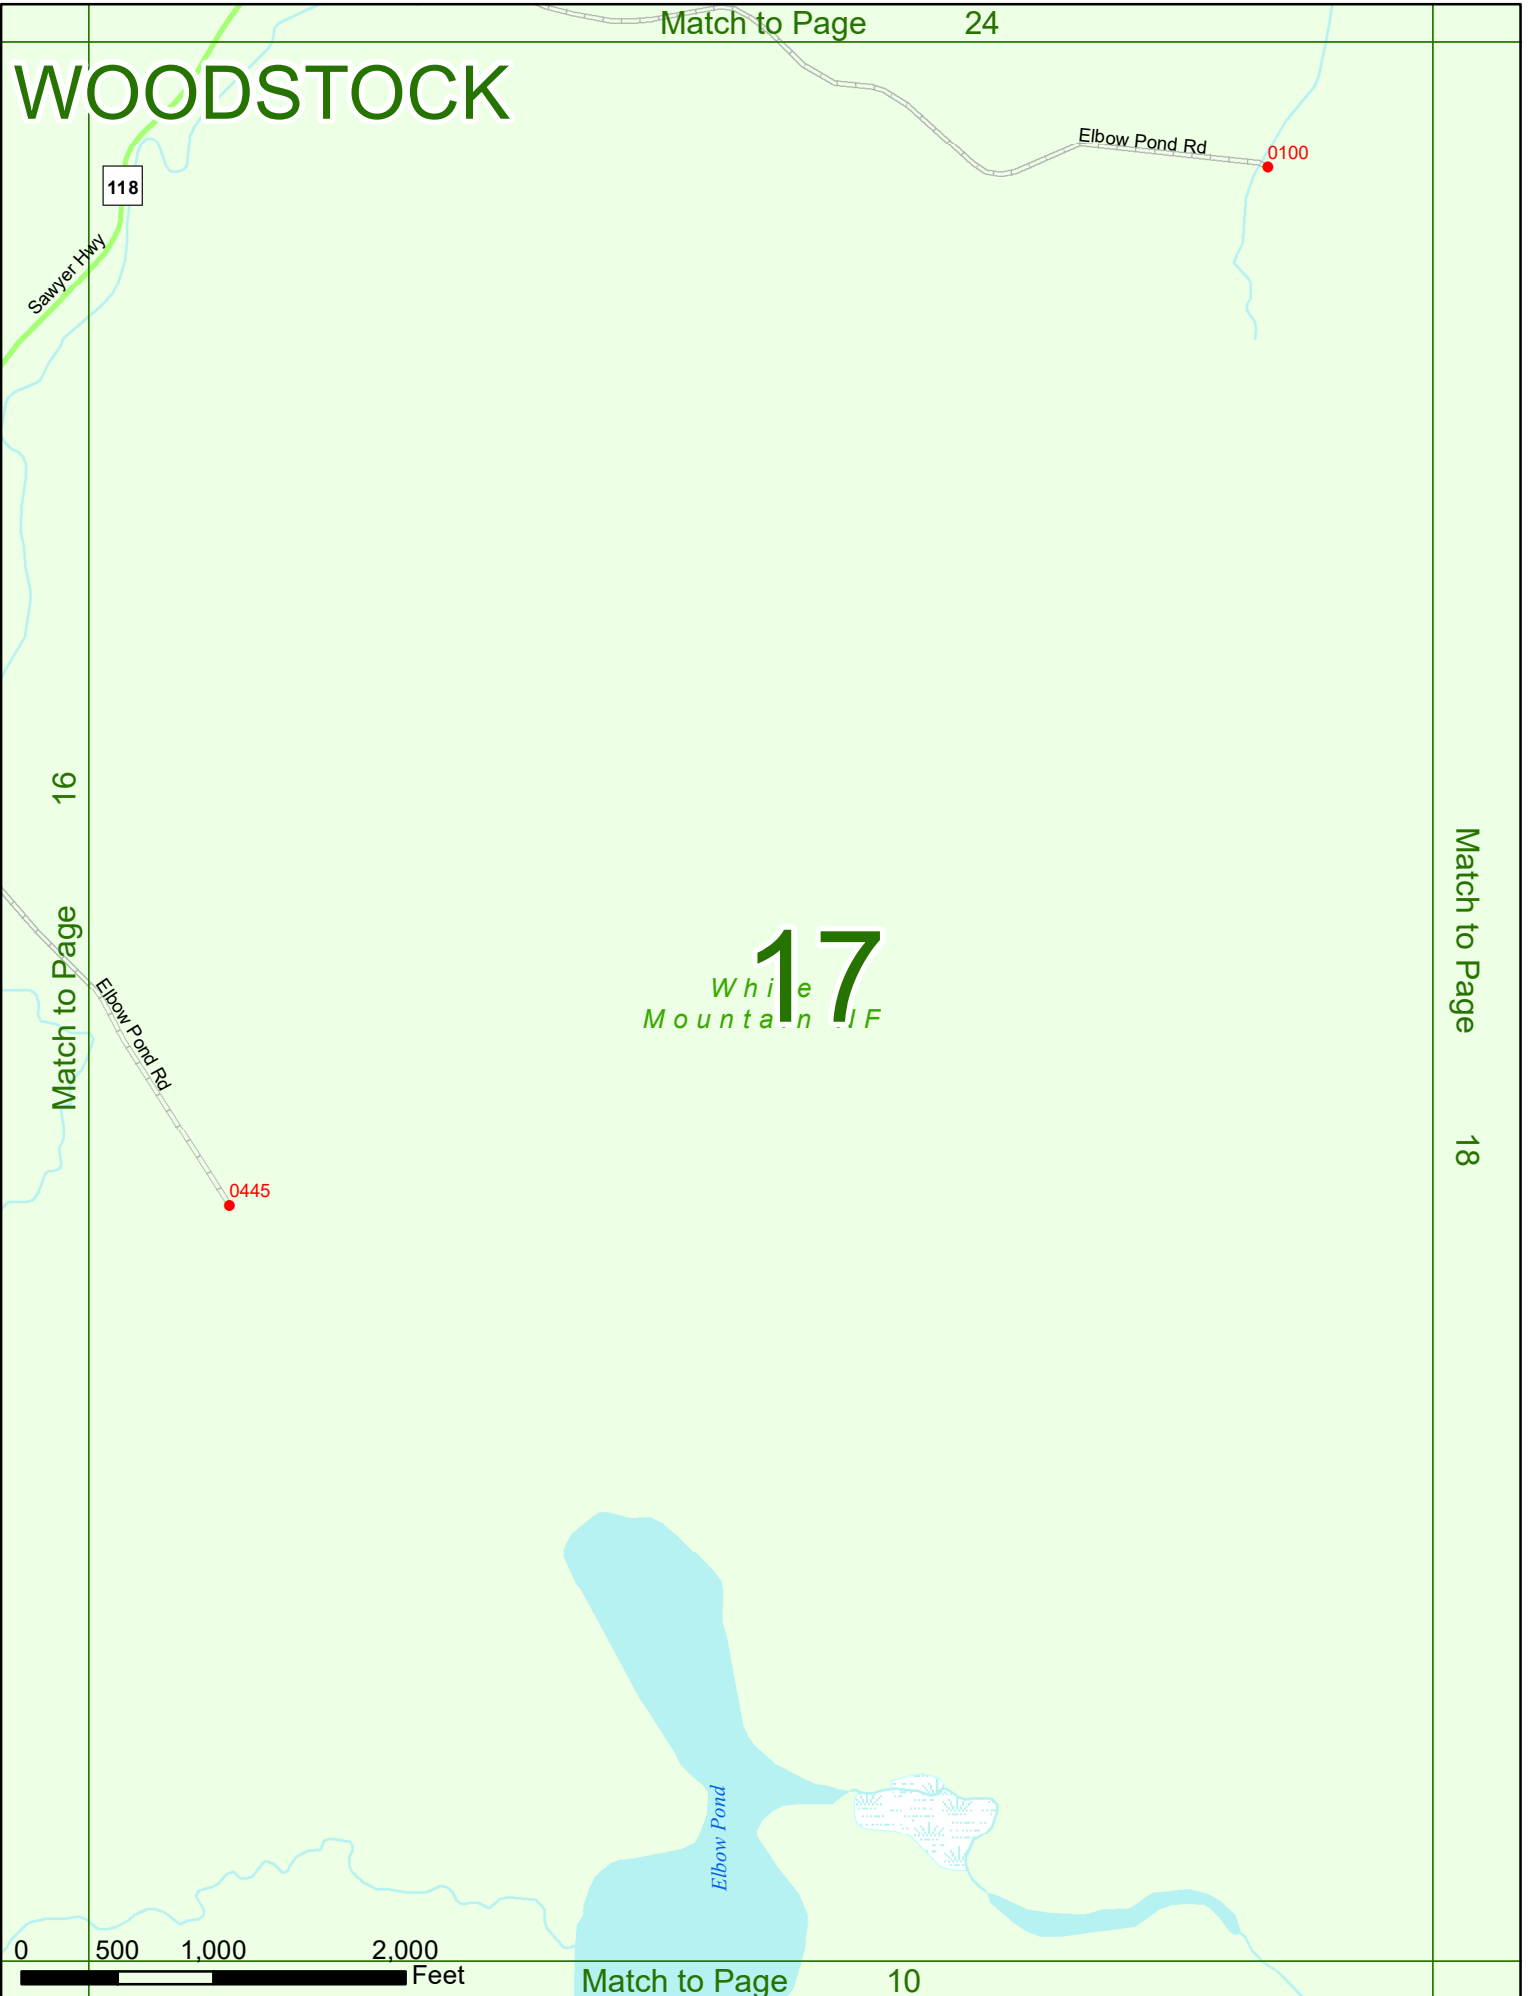 Match to Page 24
WOODSTOCK
Elbow Pond Rd
0100
118
Sawyer Hwy
Match to Page 16
Match to Page 18
17
Whi e
Mounta n F
Elbow Pond Rd
0445
Elbow Pond
0 500 1,000 2,000
Feet
Match to Page 10